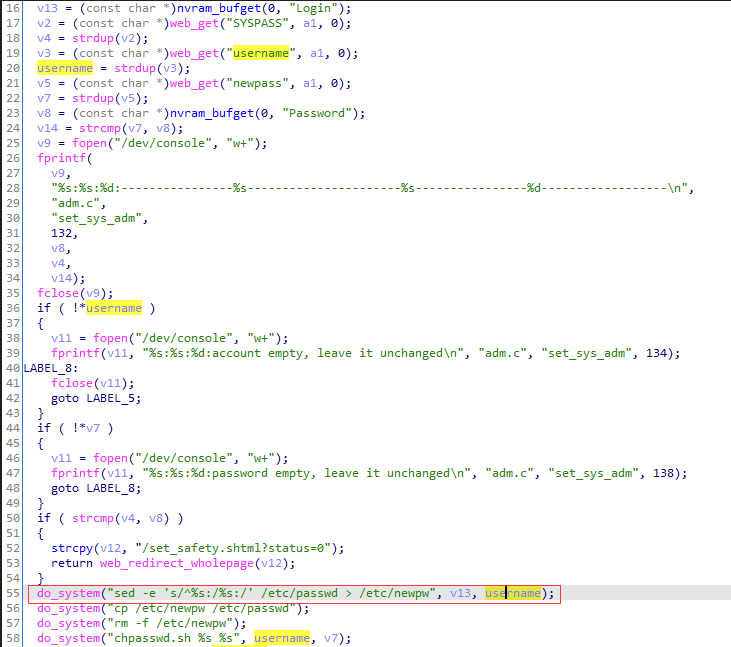 16 v13 = (const char *)nvram_bufget(0, "Login");
17 v2 = (const char *)web_get("SYSPASS", a1, 0);
18 v4 = strdup(v2);
19 v3 = (const char *)web_get("username", a1, 0);
20 username = strdup(v3);
21 v5 = (const char *)web_get("newpass", a1, 0);
22 v7 = strdup(v5);
23 v8 = (const char *)nvram_bufget(0, "Password");
24 v14 = strcmp(v7, v8);
25 v9 = fopen("/dev/console", "w+");
26 fprintf(
27 v9,
28 "%s:%s:%d:----------------%s----------------------%s----------------%d------------------\n",
29 "adm.c",
30 "set_sys_adm",
31 132,
32 v8,
33 v4,
34 v14);
35 fclose(v9);
36 if ( !*username )
37 {
38 v11 = fopen("/dev/console", "w+");
39 fprintf(v11, "%s:%s:%d:account empty, leave it unchanged\n", "adm.c", "set_sys_adm", 134);
40 LABEL_8:
41 fclose(v11);
42 goto LABEL_5;
43 }
44 if ( !*v7 )
45 {
46 v11 = fopen("/dev/console", "w+");
47 fprintf(v11, "%s:%s:%d:password empty, leave it unchanged\n", "adm.c", "set_sys_adm", 138);
48 goto LABEL_8;
49 }
50 if ( strcmp(v4, v8) )
51 {
52 strcpy(v12, "/set_safety.shtml?status=0");
53 return web_redirect_wholepage(v12);
54 }
55 do_system("sed -e 's/^%s:/%s:/' /etc/passwd > /etc/newpw", v13, username);
56 do_system("cp /etc/newpw /etc/passwd");
57 do_system("rm -f /etc/newpw");
58 do_system("chpasswd.sh %s %s", username, v7);